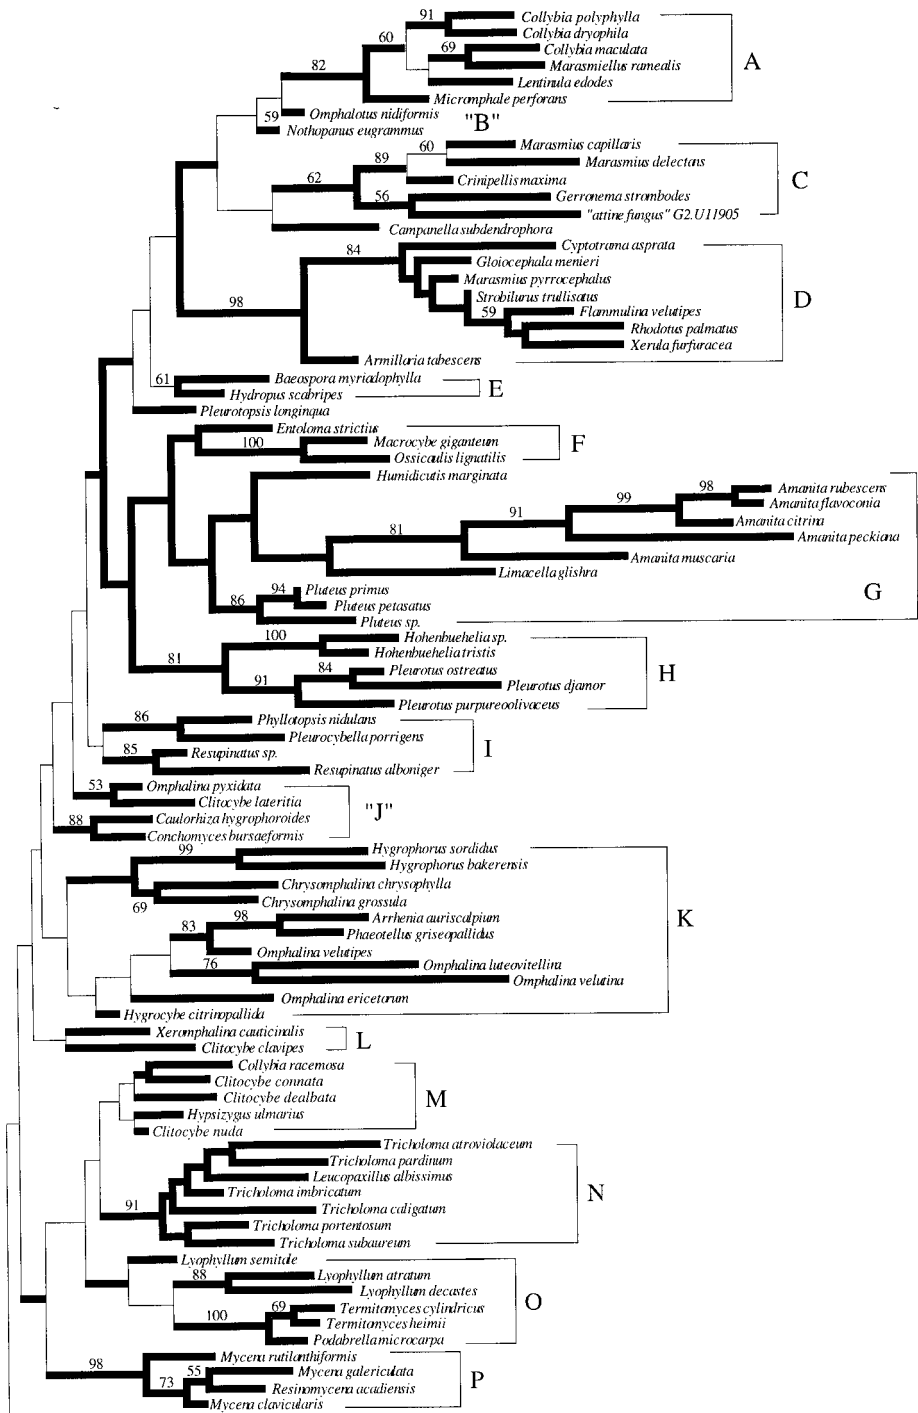 91
Collybia polyphylla
Collybia dryophila
60
69
Collybia maculata
Marasmiellus ramealis
A
82
Lentinula edodes
Micromphale perforans
Omphalotus nidiformis
"B"
59
Nothopanus eugrammus
60
Marasmius capillaris
Marasmius delectans
89
Crinipellis maxima
C
62
56
Gerronema strombodes
"attine fungus" G2.U11905
Campanella subdendrophora
84
Cyptotrama asprata
Gloiocephala menieri
Marasmius pyrrocephalus
Strobilurus trullisatus
D
98
59
Flammulina velutipes
Rhodotus palmatus
Xerula furfuracea
Armillaria tabescens
61
Baeospora myriadophylla
Hydropus scabripes
E
Pleurotopsis longinqua
Entoloma strictius
100
Macrocybe giganteum
F
Ossicaulis lignatilis
Humidicutis marginata
98
Amanita rubescens
99
Amanita flavoconia
91
Amanita citrina
81
Amanita peckiana
Amanita muscaria
Limacella glishra
94
Pluteus primus
G
86
Pluteus petasatus
Pluteus sp.
100
Hohenbuehelia sp.
Hohenbuehelia tristis
81
84
Pleurotus ostreatus
H
91
Pleurotus djamor
Pleurotus purpureoolivaceus
86
Phyllotopsis nidulans
Pleurocybella porrigens
I
85
Resupinatus sp.
Resupinatus alboniger
53
Omphalina pyxidata
Clitocybe lateritia
"J"
88
Caulorhiza hygrophoroides
Conchomyces bursaeformis
99
Hygrophorus sordidus
Hygrophorus bakerensis
Chrysomphalina chrysophylla
69
Chrysomphalina grossula
98
Arrhenia auriscalpium
K
83
Phaeotellus griseopallidus
Omphalina velutipes
76
Omphalina luteovitellina
Omphalina velutina
Omphalina ericetorum
Hygrocybe citrinopallida
Xeromphalina cauticinalis
L
Clitocybe clavipes
Collybia racemosa
Clitocybe connata
Clitocybe dealbata
M
Hypsizygus ulmarius
Clitocybe nuda
Tricholoma atroviolaceum
Tricholoma pardinum
Leucopaxillus albissimus
Tricholoma imbricatum
N
91
Tricholoma caligatum
Tricholoma portentosum
Tricholoma subaureum
Lyophyllum semitale
88
Lyophyllum atratum
Lyophyllum decastes
O
69
Termitomyces cylindricus
100
Termitomyces heimii
Podabrella microcarpa
Mycena rutilanthiformis
98
55
Mycena galericulata
P
73
Resinomycena acadiensis
Mycena clavicularis